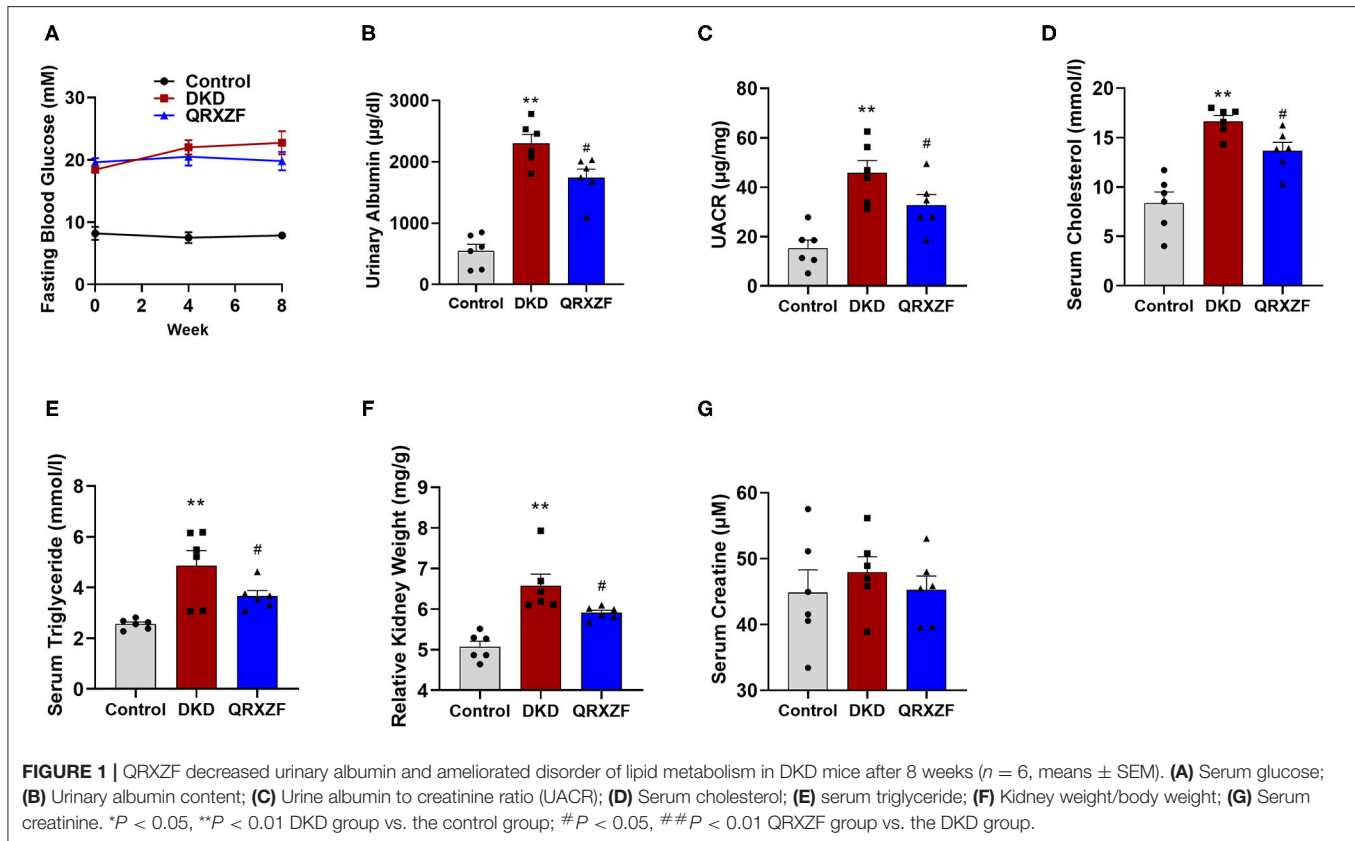 A
Control
DKD
QRXZF
Fasting Blood Glucose (mM)
30
20
10
0
0 2 4 6 8
Week
B
Urinary Albumin (µg/dl)
3000
2000
1000
0
**
#
Control DKD QRXZF
C
UACR (µg/mg)
80
60
40
20
0
**
#
Control DKD QRXZF
D
Serum Cholesterol (mmol/l)
20
15
10
5
0
**
#
Control DKD QRXZF
E
Serum Triglyceride (mmol/l)
8
6
4
2
0
**
#
Control DKD QRXZF
F
Relative Kidney Weight (mg/g)
9
8
7
6
5
4
**
#
Control DKD QRXZF
G
Serum Creatine (µM)
60
50
40
30
Control DKD QRXZF
FIGURE 1 | QRXZF decreased urinary albumin and ameliorated disorder of lipid metabolism in DKD mice after 8 weeks (n = 6, means ± SEM). (A) Serum glucose;
(B) Urinary albumin content; (C) Urine albumin to creatinine ratio (UACR); (D) Serum cholesterol; (E) serum triglyceride; (F) Kidney weight/body weight; (G) Serum
creatinine. *P < 0.05, **P < 0.01 DKD group vs. the control group; #P < 0.05, ##P < 0.01 QRXZF group vs. the DKD group.